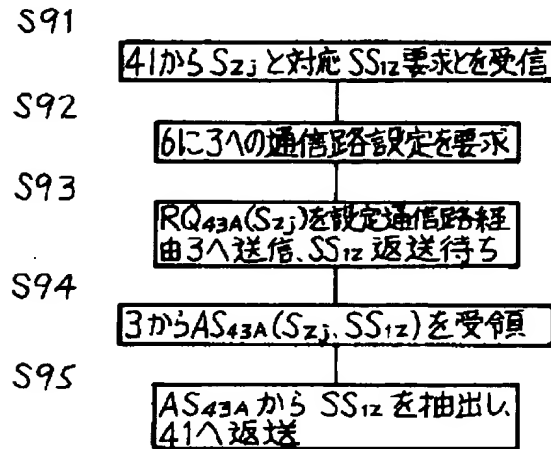 S91
41からSzjと対応SS1z要求とを受信
S92
6に3への通信路設定を要求
S93
RQ43A(Szj)を設定通信路経
由3へ送信、SS1z返送待ち
S94
3からAS43A(Szj、SS1z)を受領
S95
AS43AからSS1zを抽出し、
41へ返送